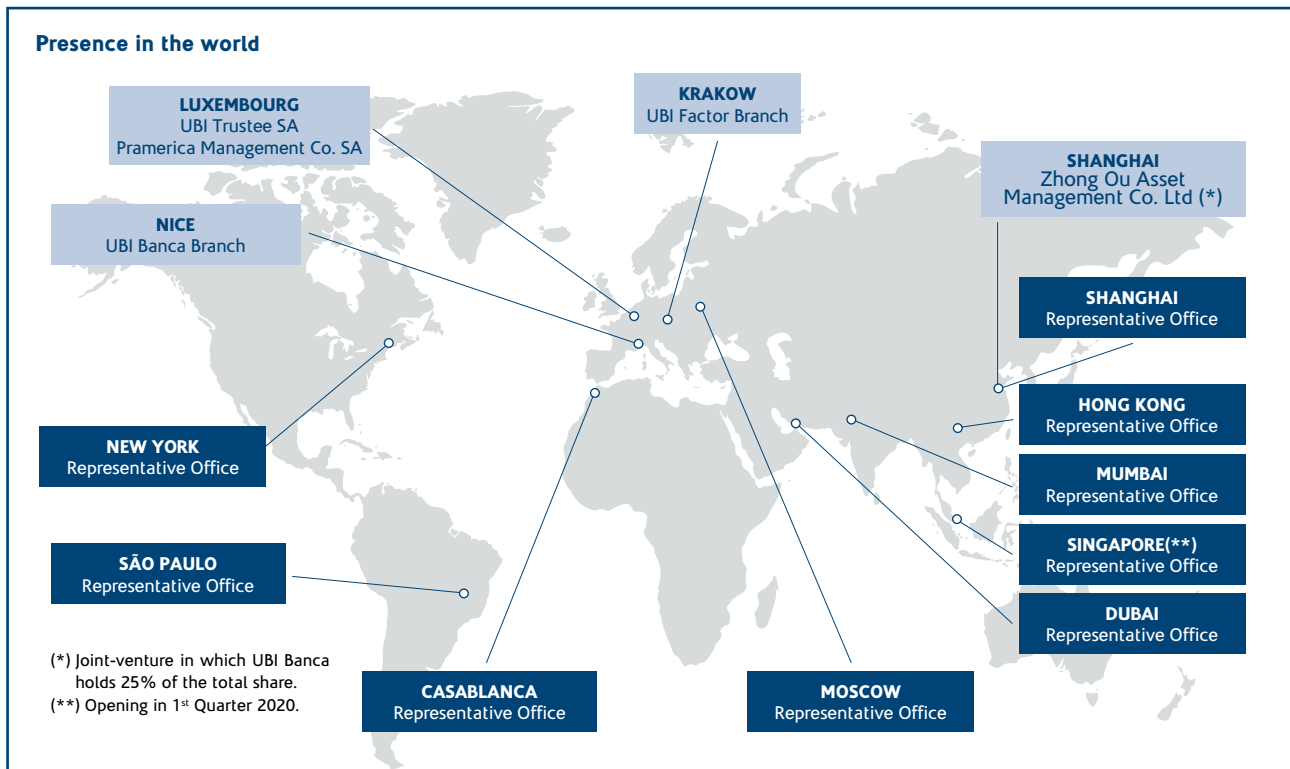 Presence in the world
LUXEMBOURG
UBI Trustee SA
Pramerica Management Co. SA
KRAKOW
UBI Factor Branch
SHANGHAI
Zhong Ou Asset
Management Co. Ltd (*)
NICE
UBI Banca Branch
SHANGHAI
Representative Office
HONG KONG
Representative Office
NEW YORK
Representative Office
MUMBAI
Representative Office
SINGAPORE(**)
Representative Office
SÃO PAULO
Representative Office
DUBAI
Representative Office
CASABLANCA
Representative Office
MOSCOW
Representative Office
(*) Joint-venture in which UBI Banca
holds 25% of the total share.
(**) Opening in 1st Quarter 2020.